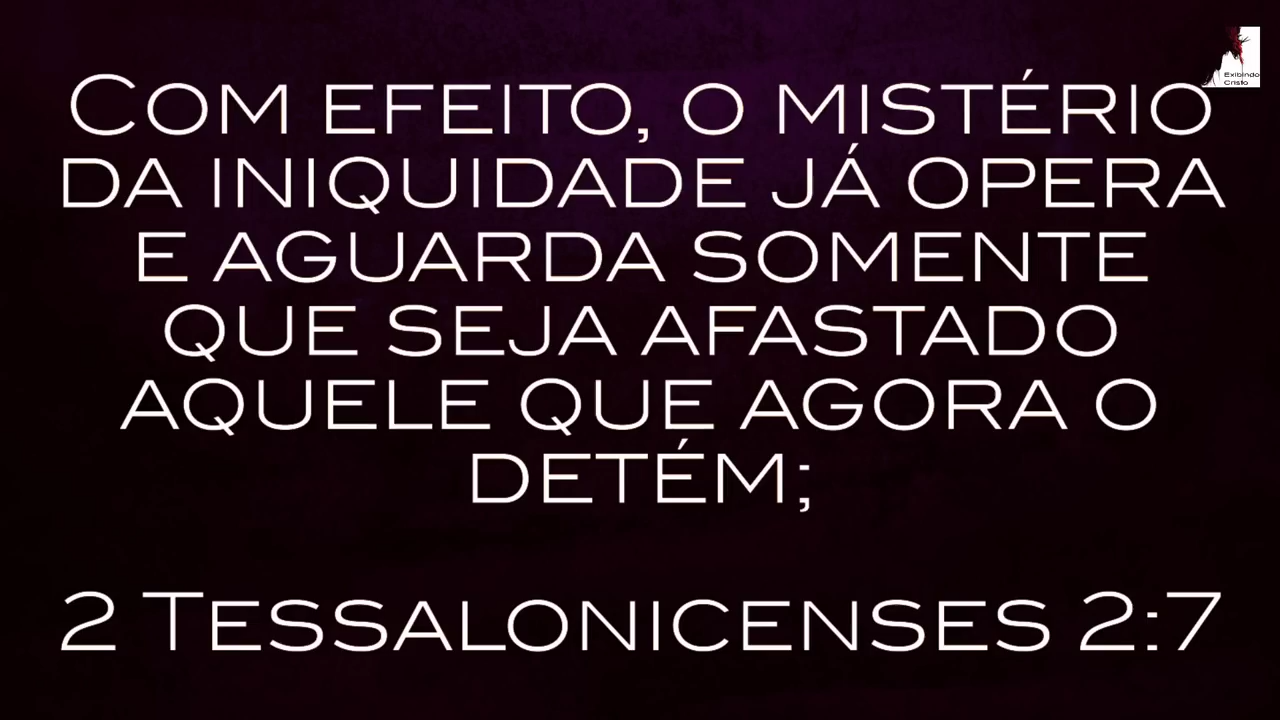 Exibindo
Cristo
COM EFEITO, O MISTÉRIO
DA INIQUIDADE JÁ OPERA
E AGUARDA SOMENTE
QUE SEJA AFASTADO
AQUELE QUE AGORA O
DETÉM;
2 TESSALONICENSES 2:7